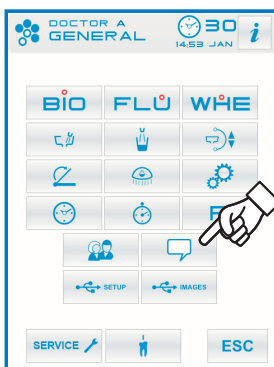 DOCTOR A
GENERAL
30
14:53 JAN
i
BIO FLU WHE
SETUP IMAGES
SERVICE ESC